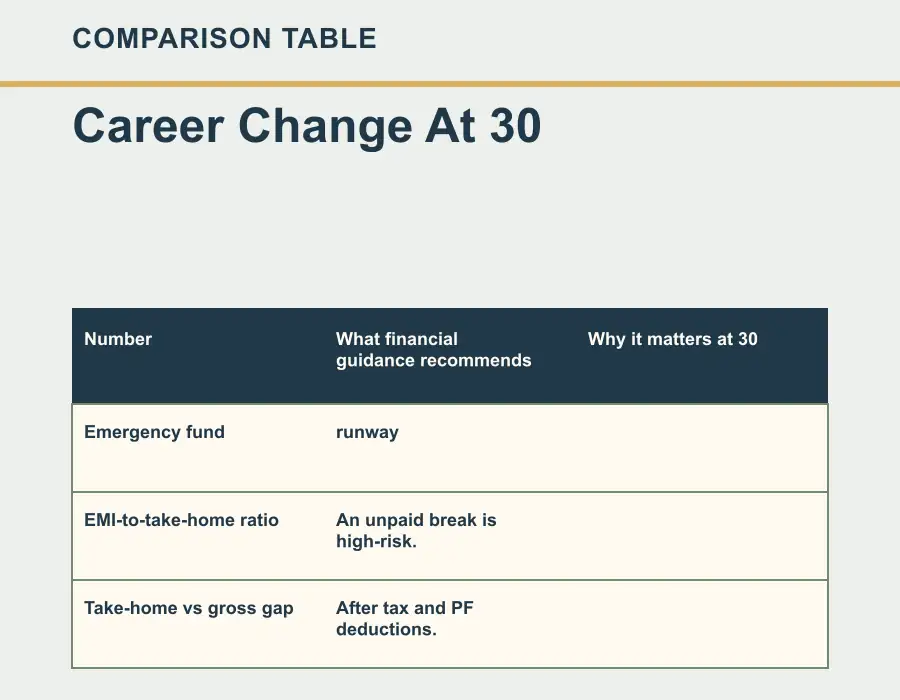 COMPARISON TABLE
Career Change At 30
Number
What financial
guidance recommends
Why it matters at 30
Emergency fund
runway
EMI-to-take-home ratio
An unpaid break is
high-risk.
Take-home vs gross gap
After tax and PF
deductions.